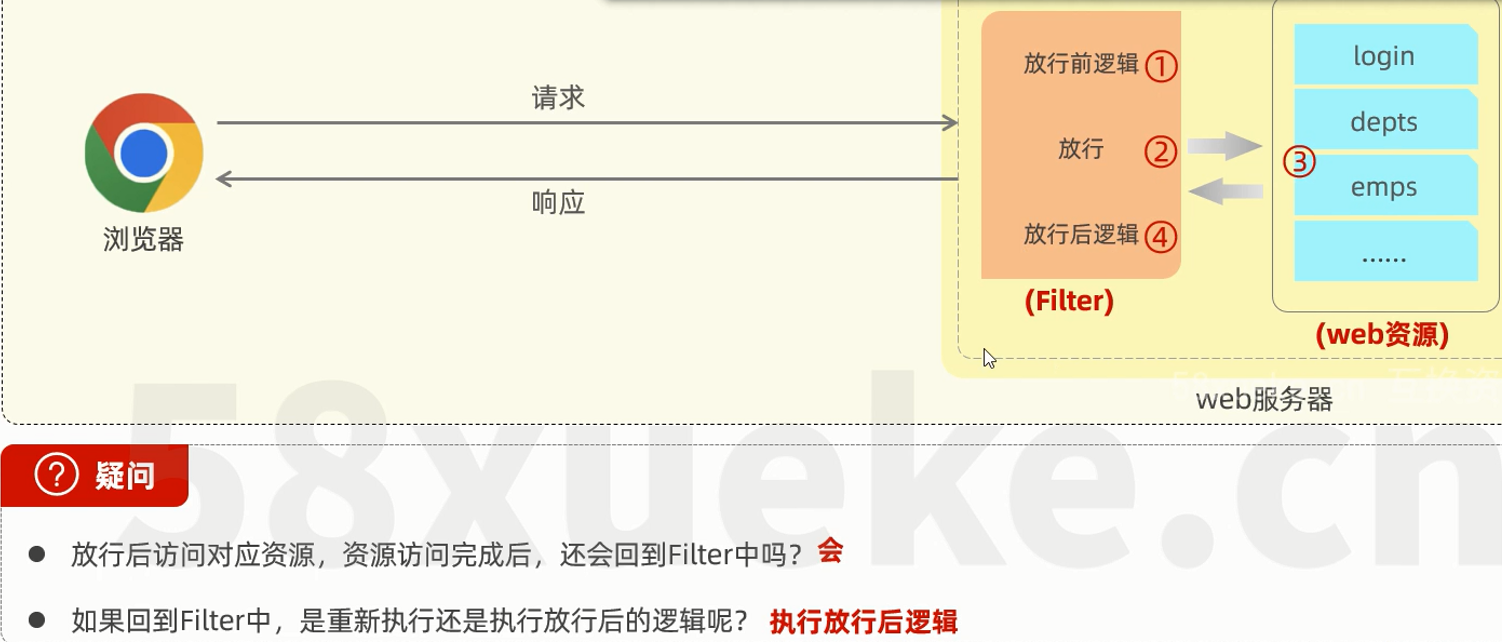 放行前逻辑 ①
login
请求
depts
放行 ②
③
emps
响应
放行后逻辑 ④
浏览器
......
(Filter)
(web资源)
web服务器
58xueke.cn
? 疑问
● 放行后访问对应资源，资源访问完成后，还会回到Filter中吗？ 会
● 如果回到Filter中，是重新执行还是执行放行后的逻辑呢？ 执行放行后逻辑